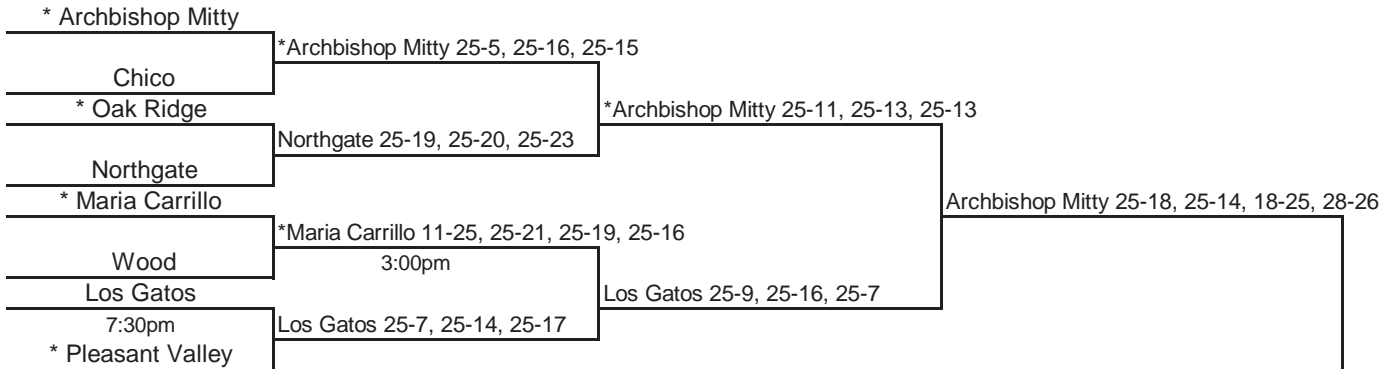 * Archbishop Mitty
*Archbishop Mitty 25-5, 25-16, 25-15
Chico
* Oak Ridge
*Archbishop Mitty 25-11, 25-13, 25-13
Northgate 25-19, 25-20, 25-23
Northgate
* Maria Carrillo
Archbishop Mitty 25-18, 25-14, 18-25, 28-26
*Maria Carrillo 11-25, 25-21, 25-19, 25-16
Wood
3:00pm
Los Gatos
Los Gatos 25-9, 25-16, 25-7
7:30pm
Los Gatos 25-7, 25-14, 25-17
* Pleasant Valley